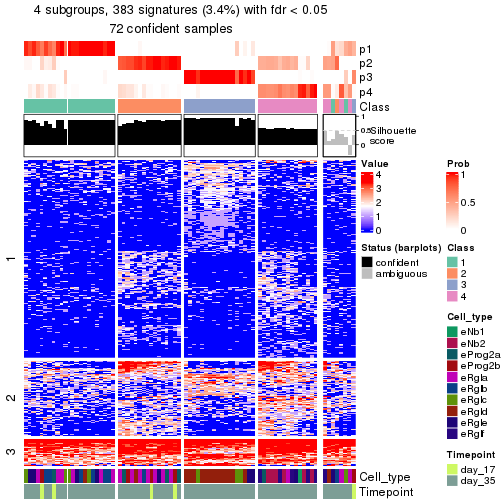 4 subgroups, 383 signatures (3.4%) with fdr < 0.05
72 confident samples
p1
p2
p3
p4
Class
1
0.5
0
Silhouette
score
1
2
3
Cell_type
Timepoint
Value
4
3
2
1
0
Status (barplots)
confident
ambiguous
Prob
1
0.5
0
Class
1
2
3
4
Cell_type
eNb1
eNb2
eProg2a
eProg2b
eRgla
eRglb
eRglc
eRgld
eRgle
eRglf
Timepoint
day_17
day_35